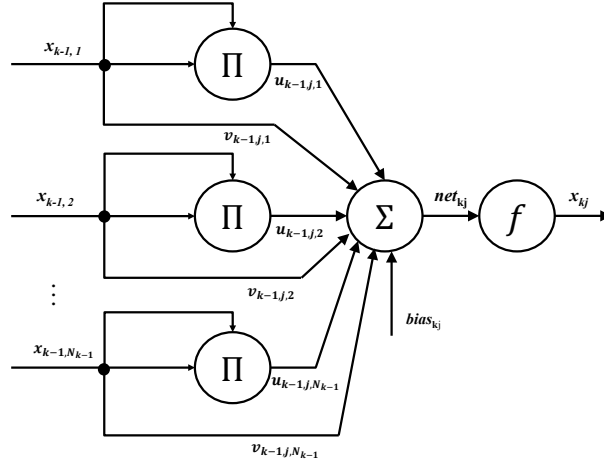 x_{k-1, 1}
∏
u_{k-1,j,1}
v_{k-1,j,1}
x_{k-1, 2}
∏
u_{k-1,j,2}
Σ
net_{kj}
f
x_{kj}
v_{k-1,j,2}
⋮
bias_{kj}
x_{k-1,N_{k-1}}
∏
u_{k-1,j,N_{k-1}}
v_{k-1,j,N_{k-1}}